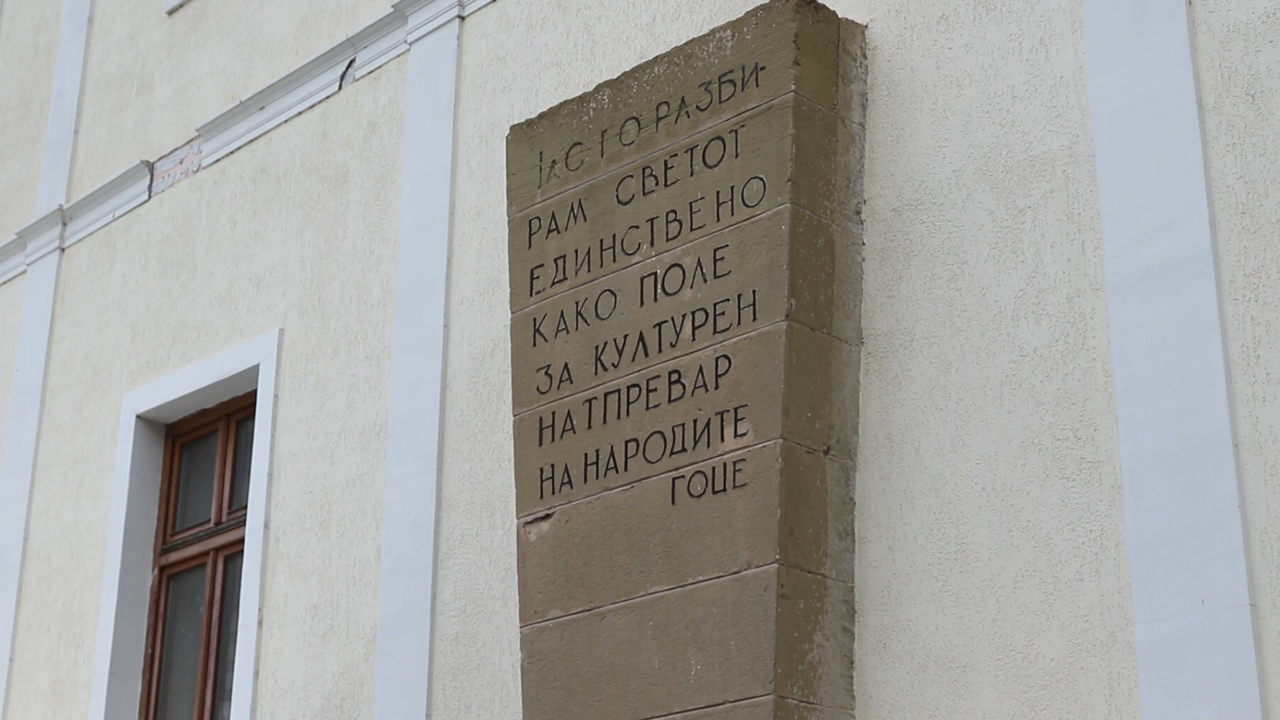 ЈАС ГО РАЗБИ-
РАМ СВЕТОТ
ЕДИНСТВЕНО
КАКО ПОЛЕ
ЗА КУЛТУРЕН
НАТПРЕВАР
НА НАРОДИТЕ
ГОЦЕ